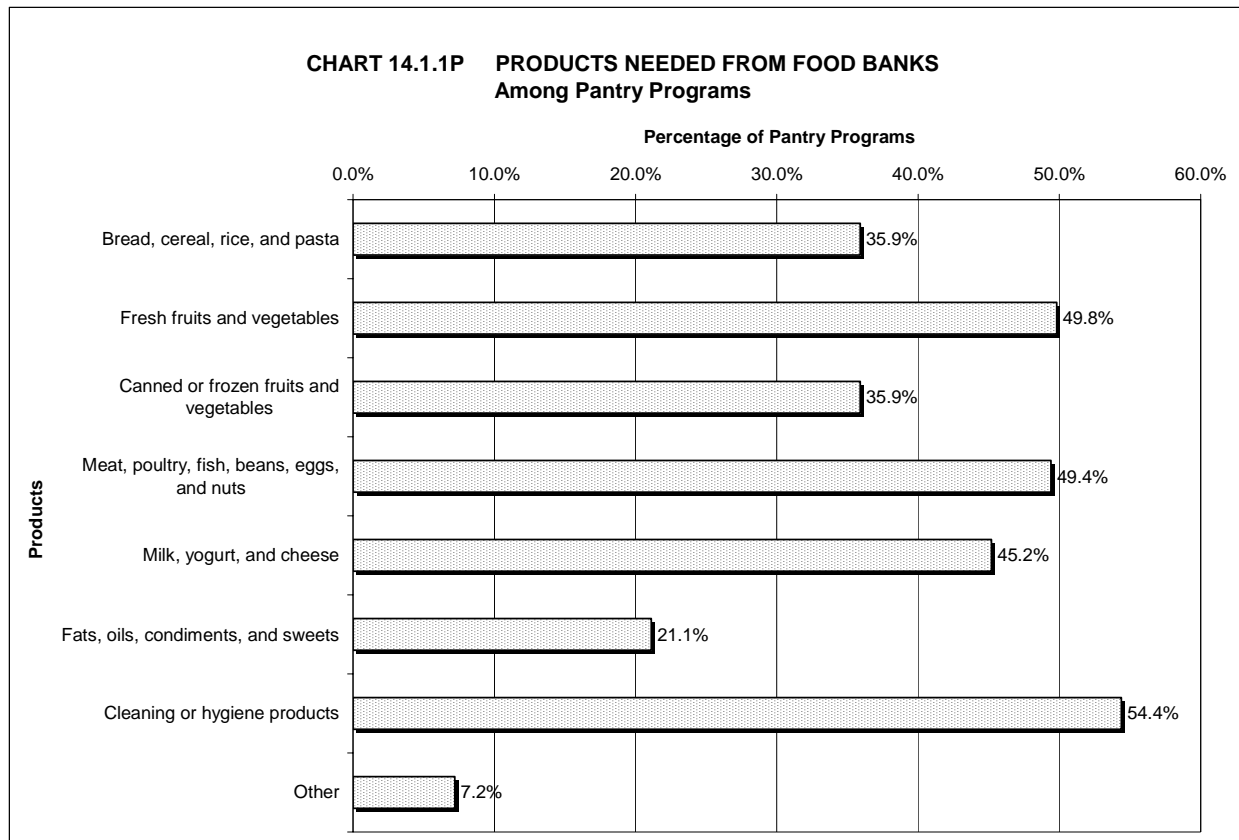 CHART 14.1.1P PRODUCTS NEEDED FROM FOOD BANKS
Among Pantry Programs
Percentage of Pantry Programs
0.0% 10.0% 20.0% 30.0% 40.0% 50.0% 60.0%
Bread, cereal, rice, and pasta 35.9%
Fresh fruits and vegetables 49.8%
Canned or frozen fruits and
vegetables 35.9%
Meat, poultry, fish, beans, eggs,
and nuts 49.4%
Milk, yogurt, and cheese 45.2%
Fats, oils, condiments, and sweets 21.1%
Cleaning or hygiene products 54.4%
Other 7.2%
Products